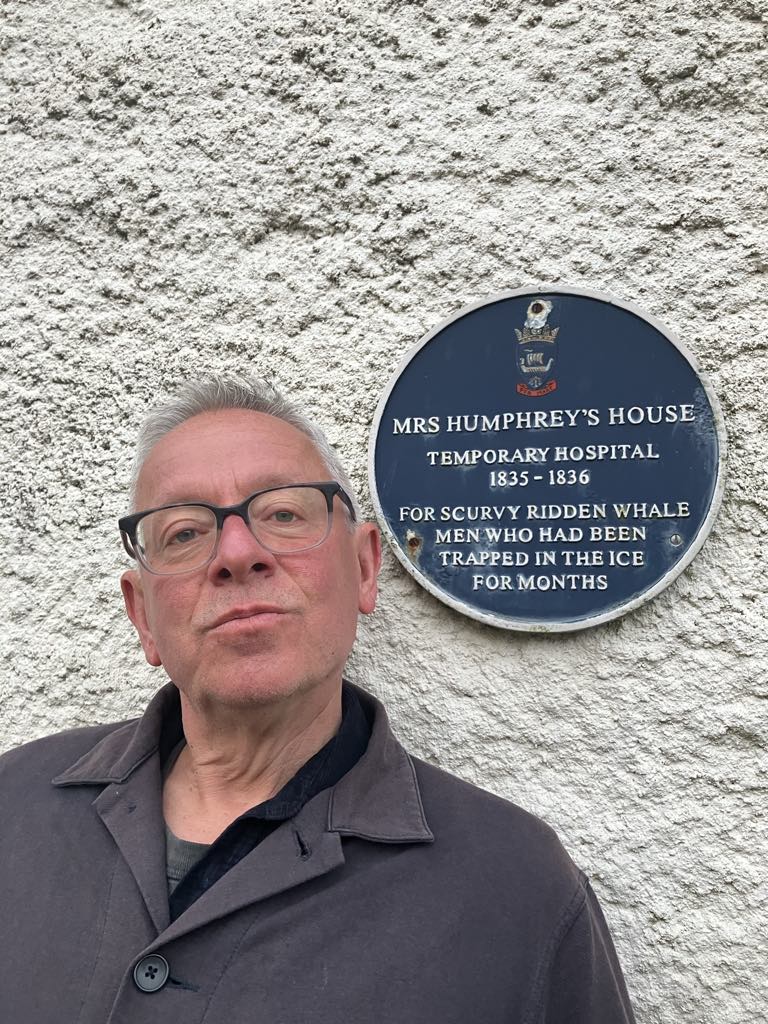 MRS HUMPHREY'S HOUSE
TEMPORARY HOSPITAL
1835 - 1836
FOR SCURVY RIDDEN WHALE
MEN WHO HAD BEEN
TRAPPED IN THE ICE
FOR MONTHS